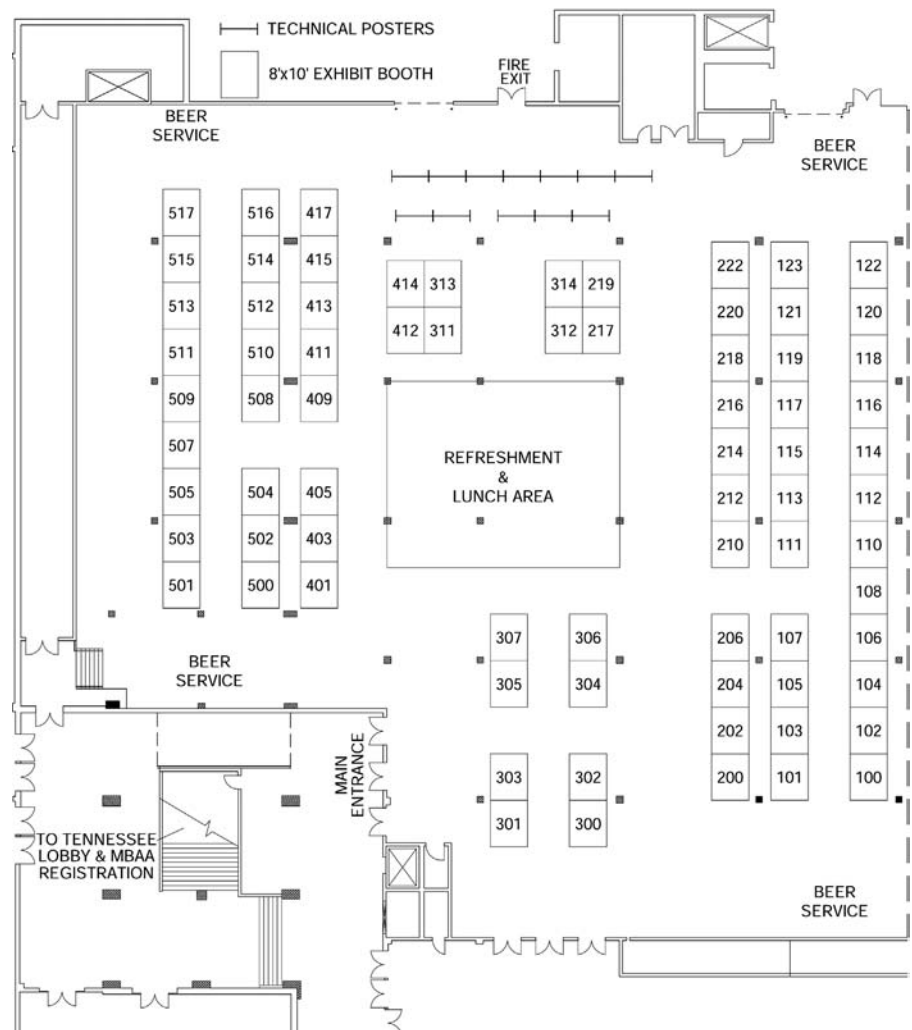 TECHNICAL POSTERS
8'x10' EXHIBIT BOOTH
FIRE
EXIT
BEER
SERVICE
BEER
SERVICE
517 516 417
515 514 415
513 512 413
511 510 411
509 508 409
507
505 504 405
503 502 403
501 500 401
414 313 314 219
412 311 312 217
222 123 122
220 121 120
218 119 118
216 117 116
214 115 114
212 113 112
210 111 110
108
206 107 106
204 105 104
202 103 102
200 101 100
REFRESHMENT
&
LUNCH AREA
307 306
305 304
303 302
301 300
BEER
SERVICE
MAIN
ENTRANCE
TO TENNESSEE
LOBBY & MBAA
REGISTRATION
BEER
SERVICE